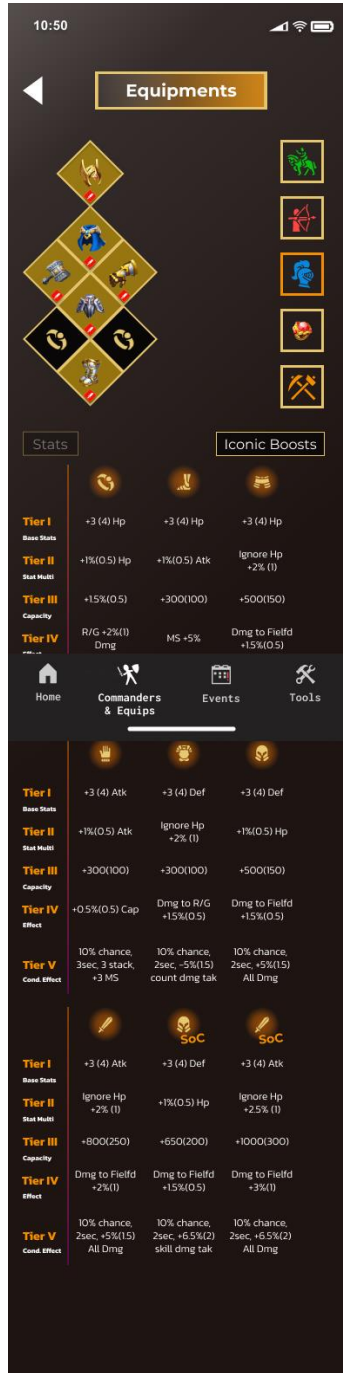 10:50
Equipments
Stats
Iconic Boosts
Tier I
Base Stats
+3 (4) Hp
+3 (4) Hp
+3 (4) Hp
Tier II
Stat Multi
+1%(0.5) Hp
+1%(0.5) Atk
Ignore Hp
+2% (1)
Tier III
Capacity
+1.5%(0.5)
+300(100)
+500(150)
Tier IV
R/G +2%(1)
Dmg
MS +5%
Dmg to Fielfd
+1.5%(0.5)
Home
Commanders
& Equips
Events
Tools
Tier I
Base Stats
+3 (4) Atk
+3 (4) Def
+3 (4) Def
Tier II
Stat Multi
+1%(0.5) Atk
Ignore Hp
+2% (1)
+1%(0.5) Hp
Tier III
Capacity
+300(100)
+300(100)
+500(150)
Tier IV
Effect
+0.5%(0.5) Cap
Dmg to R/G
+1.5%(0.5)
Dmg to Fielfd
+1.5%(0.5)
Tier V
Cond. Effect
10% chance,
3sec, 3 stack,
+3 MS
10% chance,
2sec, -5%(1.5)
count dmg tak
10% chance,
2sec, +5%(1.5)
All Dmg
SoC
SoC
Tier I
Base Stats
+3 (4) Atk
+3 (4) Def
+3 (4) Atk
Tier II
Stat Multi
Ignore Hp
+2% (1)
+1%(0.5) Hp
Ignore Hp
+2.5% (1)
Tier III
Capacity
+800(250)
+650(200)
+1000(300)
Tier IV
Effect
Dmg to Fielfd
+2%(1)
Dmg to Fielfd
+1.5%(0.5)
Dmg to Fielfd
+3%(1)
Tier V
Cond. Effect
10% chance,
2sec, +5%(1.5)
All Dmg
10% chance,
2sec, +6.5%(2)
skill dmg tak
10% chance,
2sec, +6.5%(2)
All Dmg